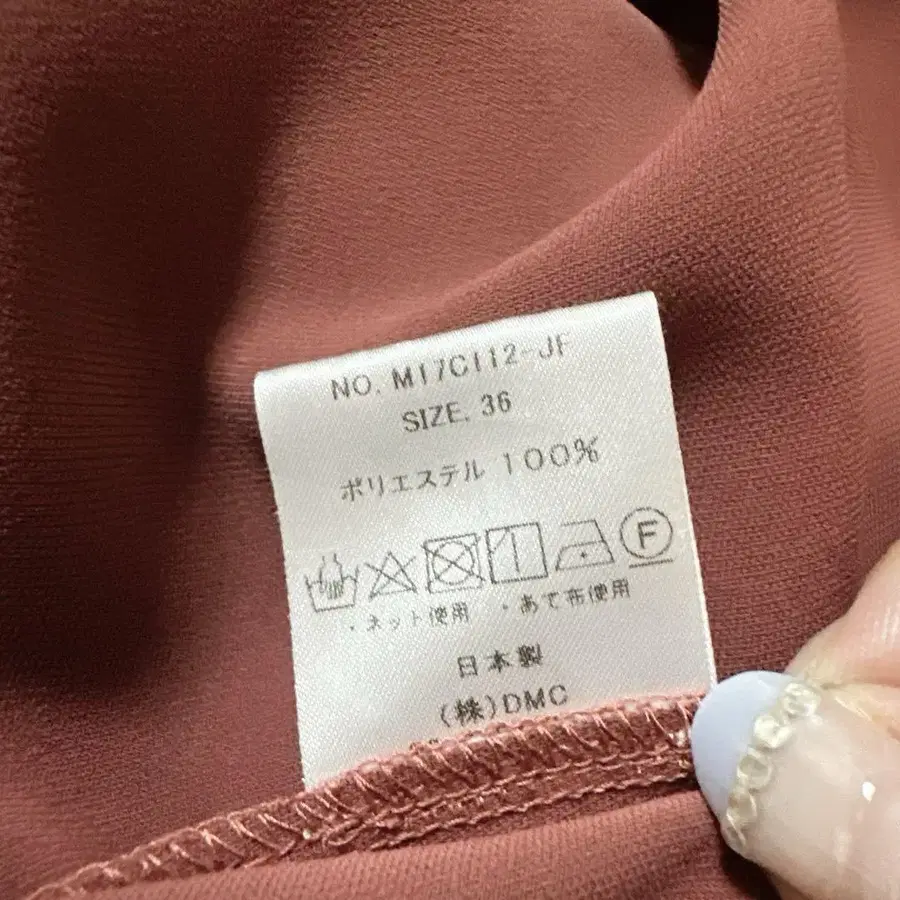 NO. M17C112-JF
SIZE. 36
ポリエステル 100%
F
・ネット使用 ・あて布使用
日本製
(株)DMC